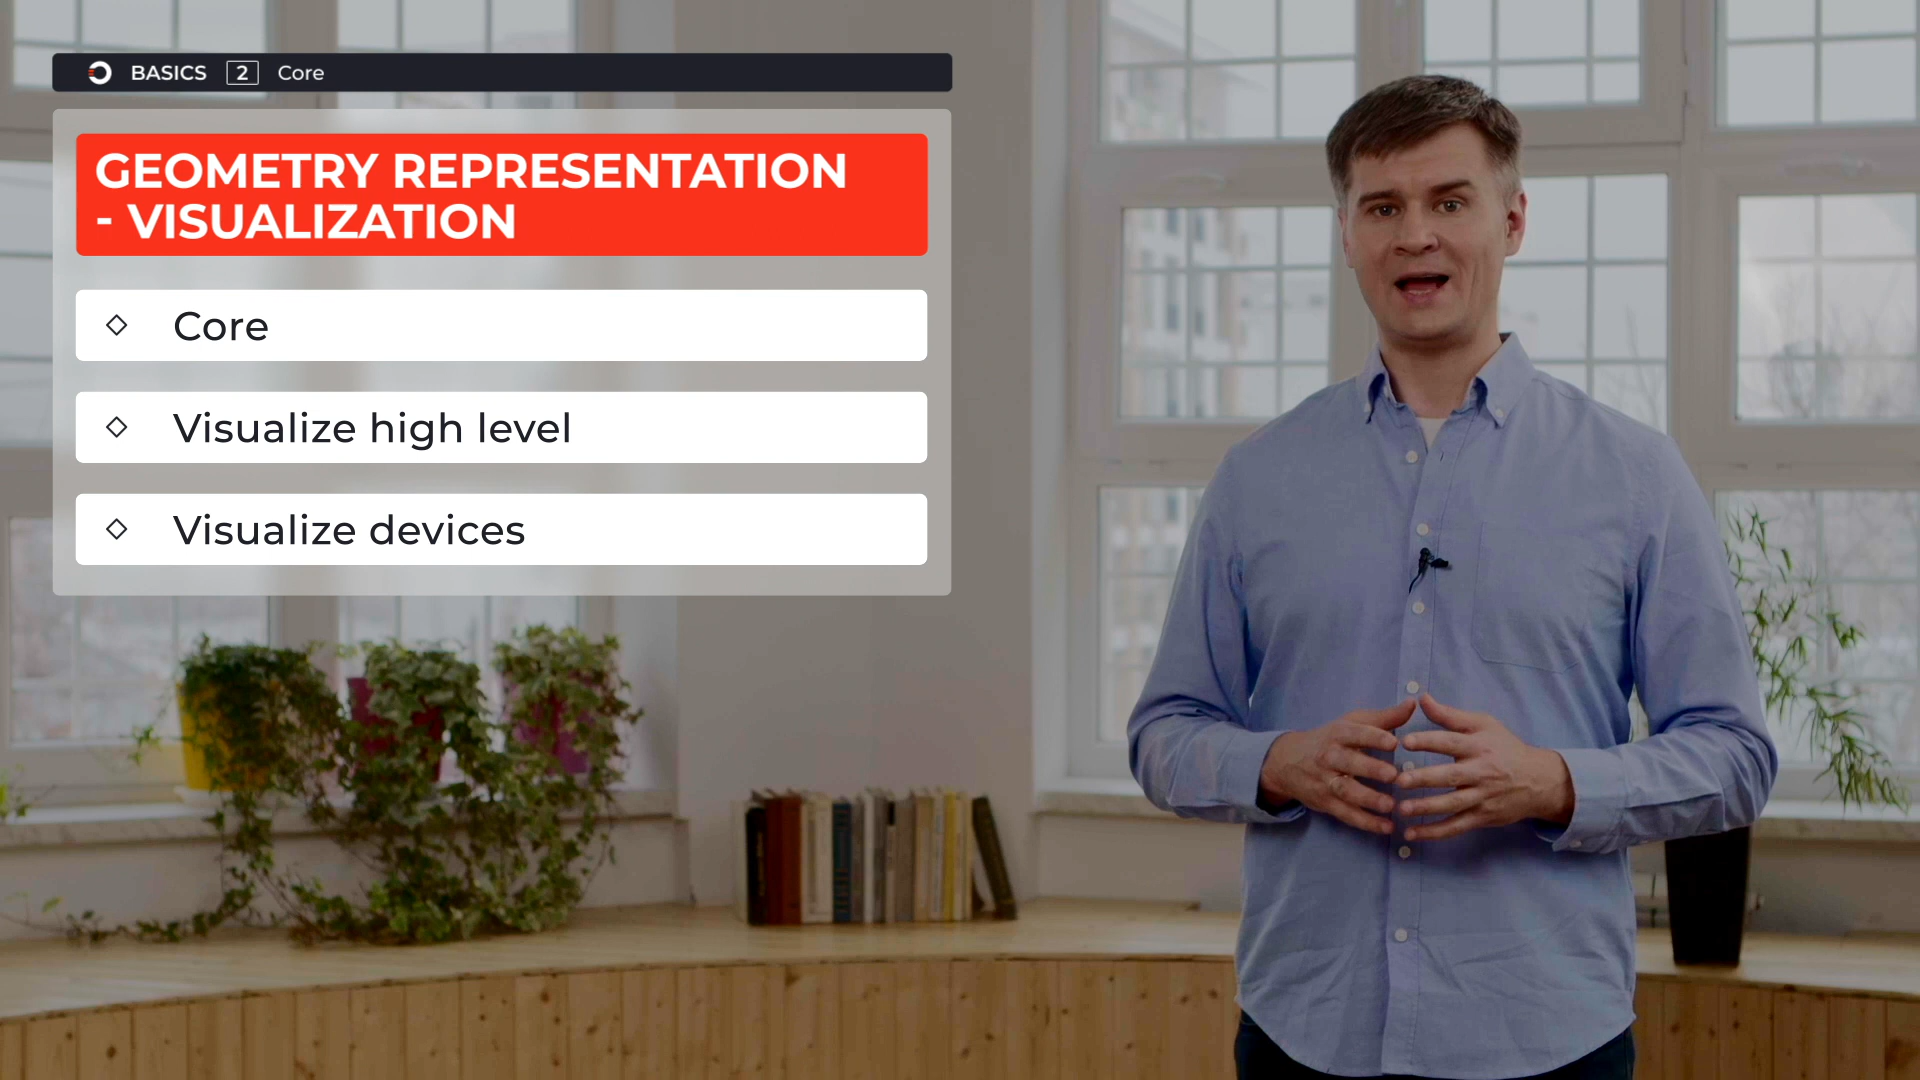 BASICS 2 Core
GEOMETRY REPRESENTATION
- VISUALIZATION
Core
Visualize high level
Visualize devices